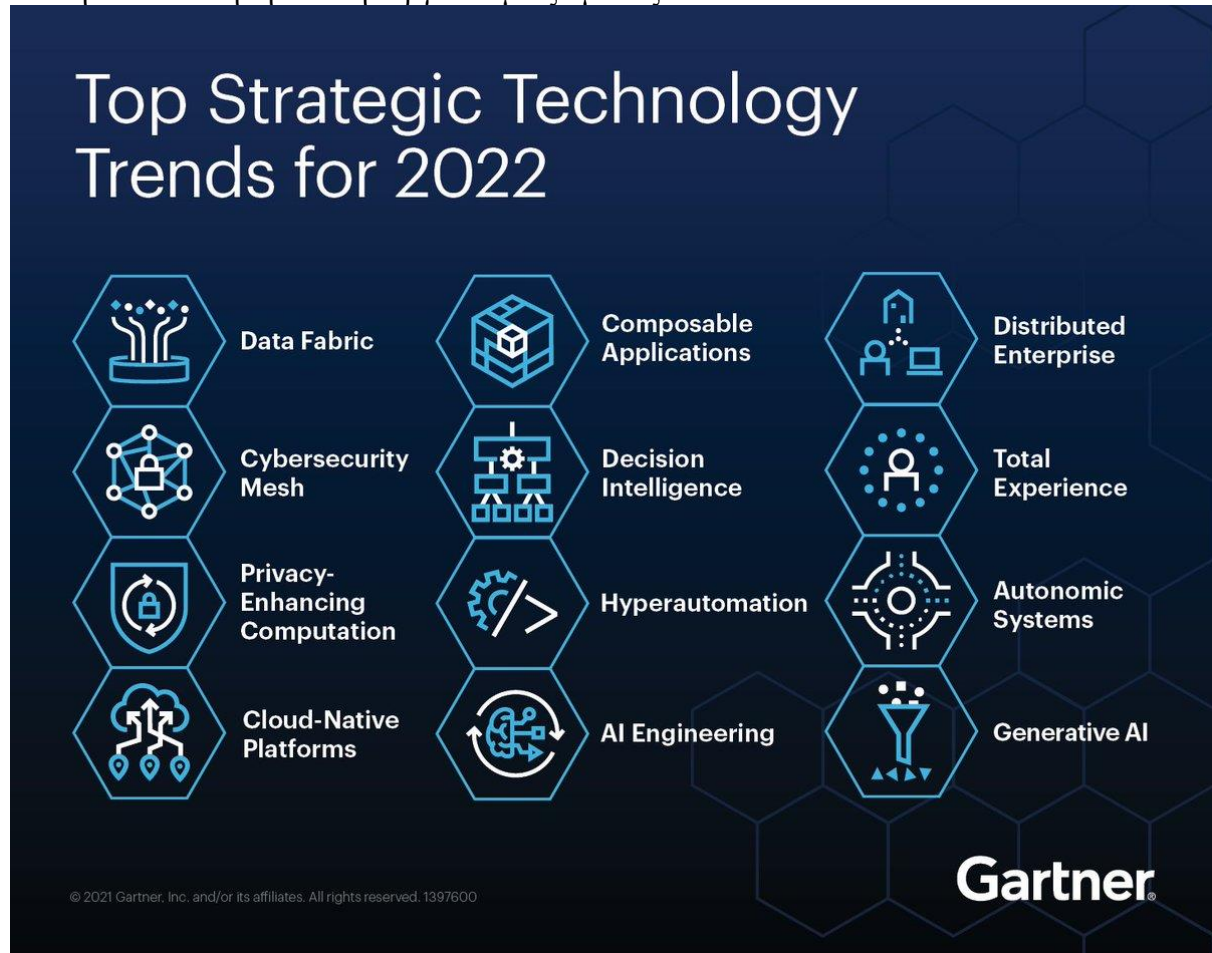 Top Strategic Technology
Trends for 2022
Data Fabric
Composable
Applications
Distributed
Enterprise
Cybersecurity
Mesh
Decision
Intelligence
Total
Experience
Privacy-
Enhancing
Computation
Hyperautomation
Autonomic
Systems
Cloud-Native
Platforms
AI Engineering
Generative AI
© 2021 Gartner, Inc. and/or its affiliates. All rights reserved. 1397600
Gartner®